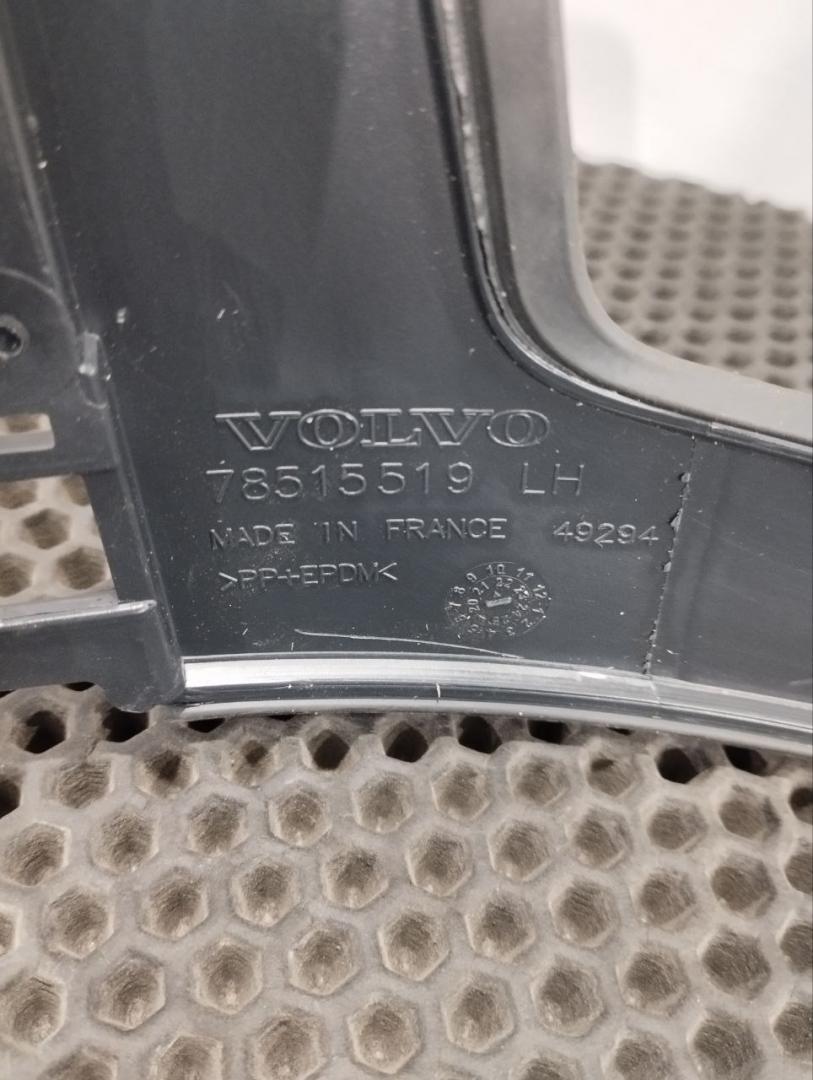 VOLVO
78515519 LH
MADE IN FRANCE 49294
>PP+EPDM<